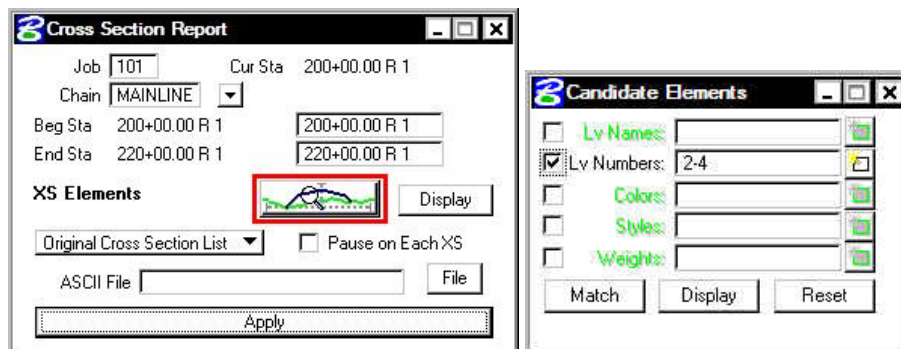 Cross Section Report
Job 101 Cur Sta 200+00.00 R 1
Chain MAINLINE
Beg Sta 200+00.00 R 1 200+00.00 R 1
End Sta 220+00.00 R 1 220+00.00 R 1
XS Elements Display
Original Cross Section List Pause on Each XS
ASCII File File
Apply
Candidate Elements
Lv Names:
Lv Numbers: 2-4
Colors:
Styles:
Weights:
Match Display Reset